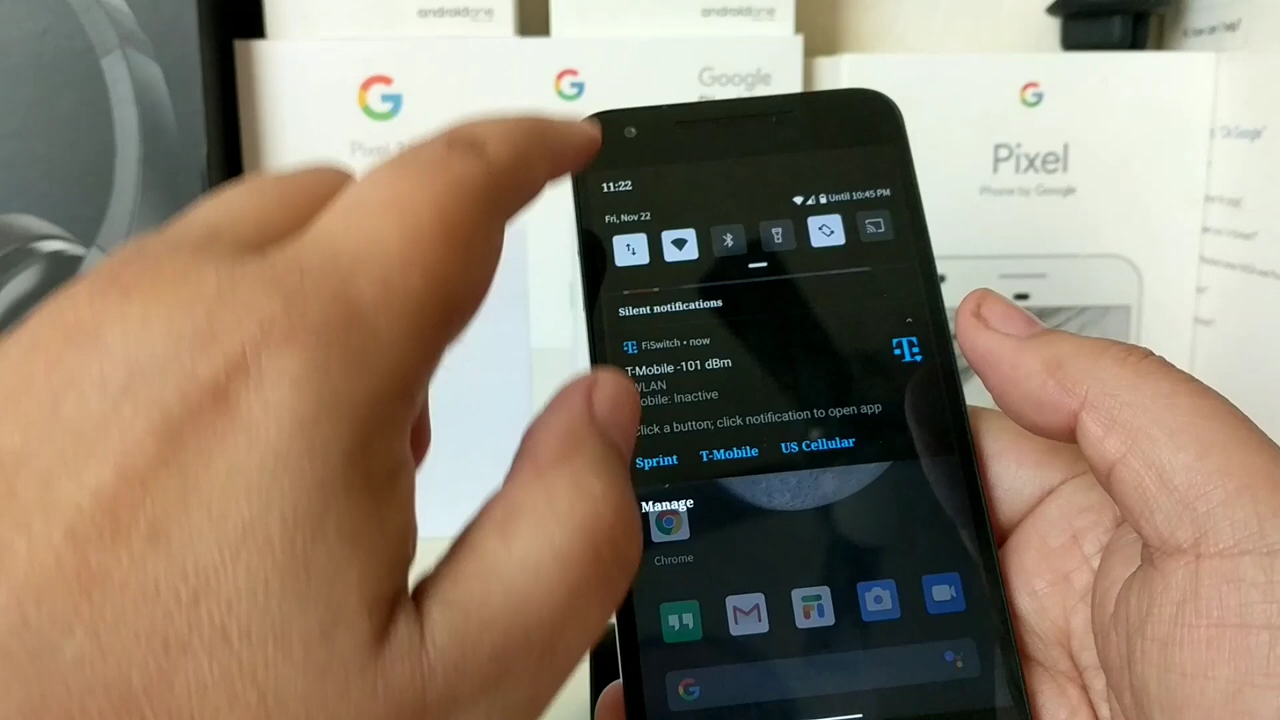 androidone
androidone
G
G
Google
G
Pixel
Phone by Google
"Ok Google"
11:22
Until 10:45 PM
Fri, Nov 22
Silent notifications
FiSwitch • now
T-Mobile -101 dBm
WLAN
obile: Inactive
Click a button; click notification to open app
Sprint T-Mobile US Cellular
Manage
Chrome
G